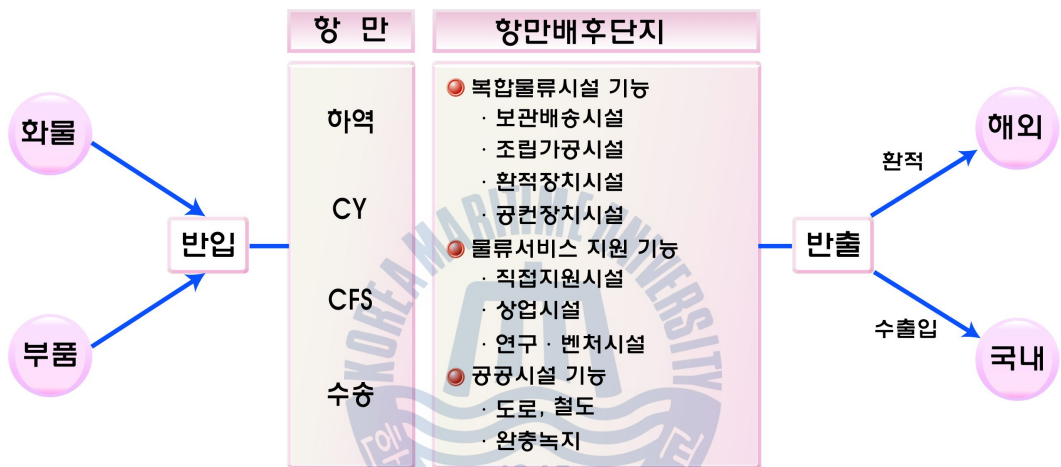 항 만
항만배후단지
화물
부품
반입
하역
CY
CFS
수송
복합물류시설 기능
· 보관배송시설
· 조립가공시설
· 환적장치시설
· 공컨장치시설
물류서비스 지원 기능
· 직접지원시설
· 상업시설
· 연구 · 벤처시설
공공시설 기능
· 도로, 철도
· 완충녹지
반출
환적
수출입
해외
국내
KOREA MARITIME UNIVERSITY